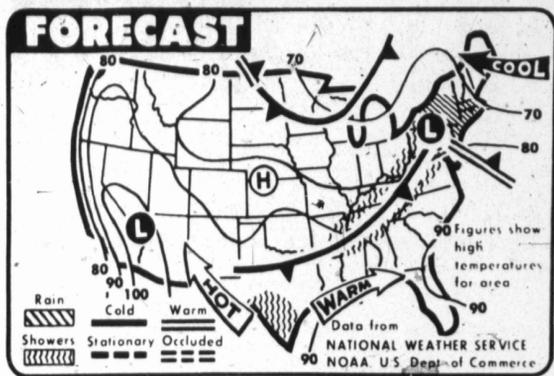 FORECAST
80
80
70
COOL
70
80
L
H
L
90
Figures show
high
temperatures
for area
90
80
90
100
HOT
WARM
90
Rain
Cold
Warm
Showers
Stationary
Occluded
Data from
NATIONAL WEATHER SERVICE
NOAA U.S. Dept. of Commerce